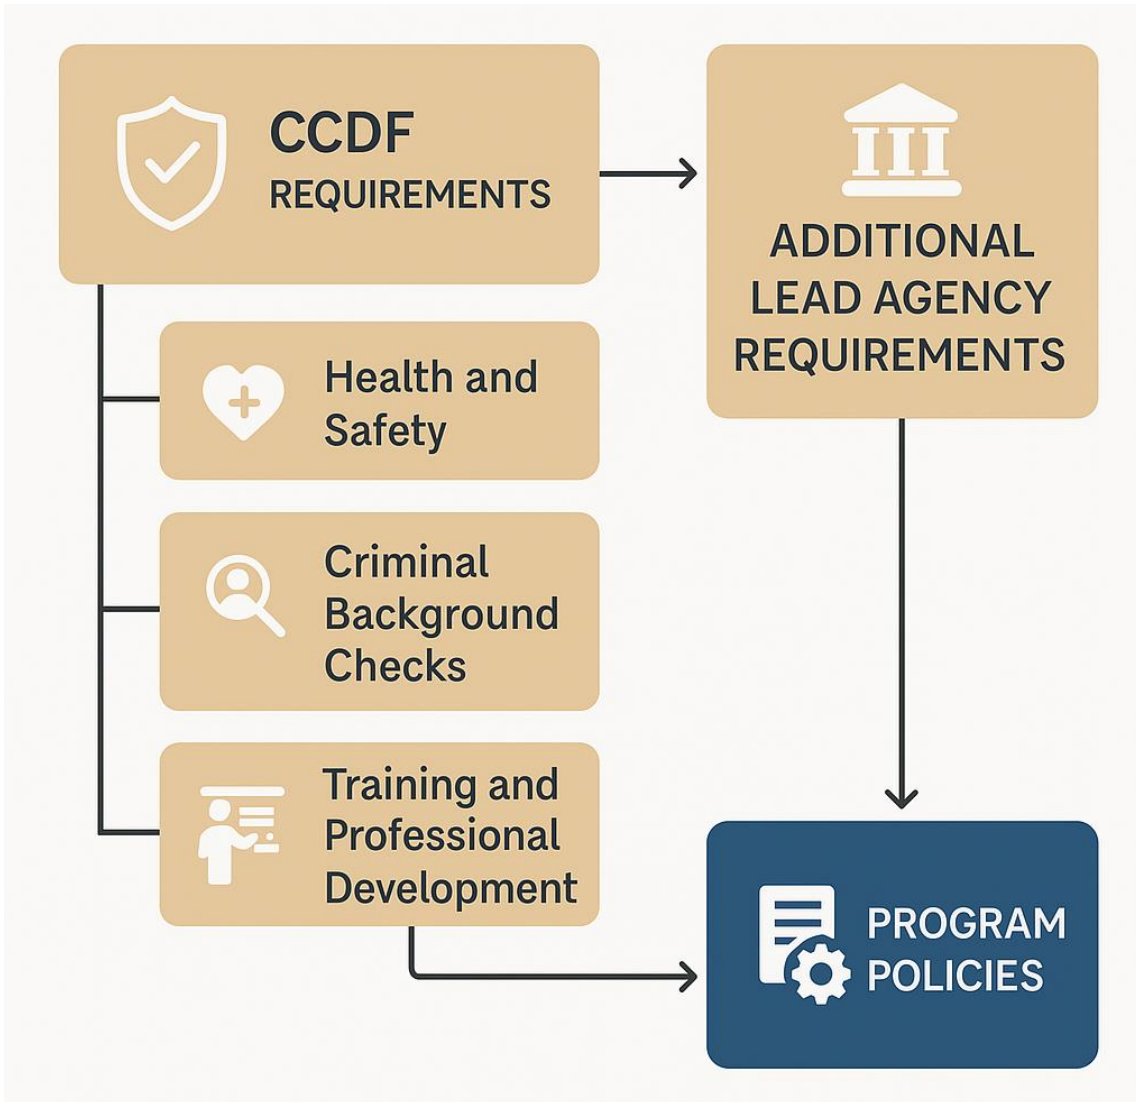 CCDF
REQUIREMENTS
ADDITIONAL
LEAD AGENCY
REQUIREMENTS
Health and
Safety
Criminal
Background
Checks
Training and
Professional
Development
PROGRAM
POLICIES